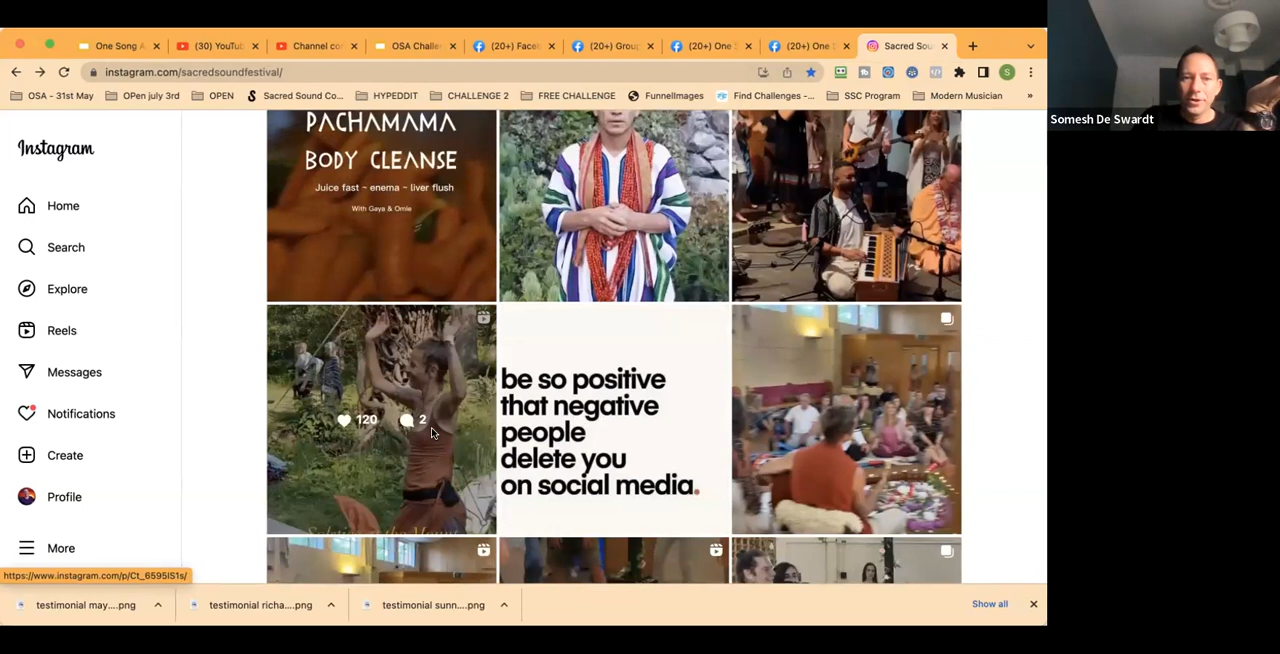 One Song A
(30) YouTu
Channel co
OSA Challe
(20+) Face
(20+) Grou
(20+) One
(20+) One
Sacred Sou
instagram.com/sacredsoundfestival/
S
OSA - 31st May
OPen july 3rd
OPEN
Sacred Sound Co...
HYPEDDIT
CHALLENGE 2
FREE CHALLENGE
FunnelImages
Find Challenges -...
SSC Program
Modern Musician
»
Somesh De Swardt
Instagram
Home
Search
Explore
Reels
Messages
Notifications
Create
Profile
More
PACHAMAMA
BODY CLEANSE
Juice fast ~ enema ~ liver flush
With Gaya & Omie
120 2
be so positive
that negative
people
delete you
on social media.
https://www.instagram.com/p/Ct_6595IS1s/
testimonial may....png
testimonial richa....png
testimonial sunn....png
Show all